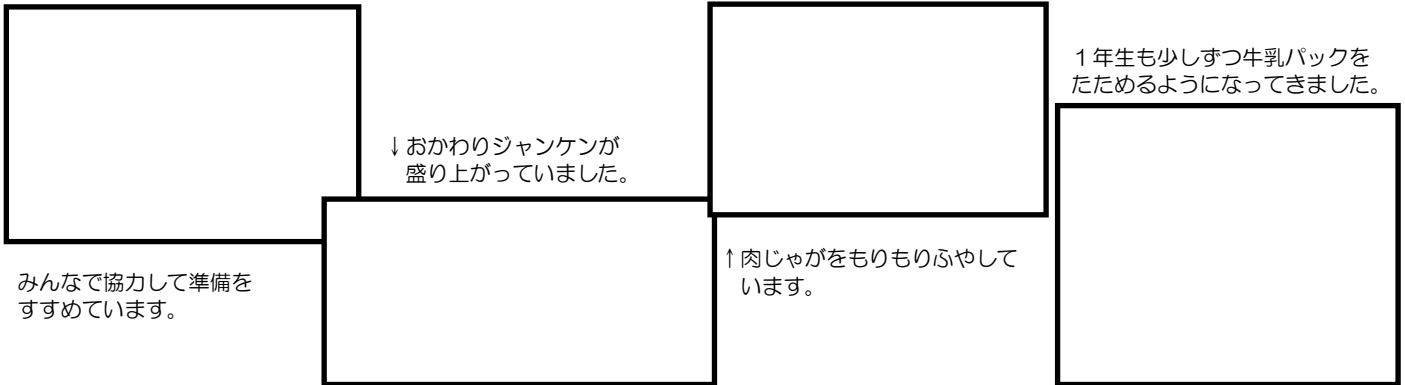 みんなで協力して準備を
すすめています。
↓おかわりジャンケンが
盛り上がっていました。
↑肉じゃがをもりもりふやして
います。
１年生も少しずつ牛乳パックを
たためるようになってきました。